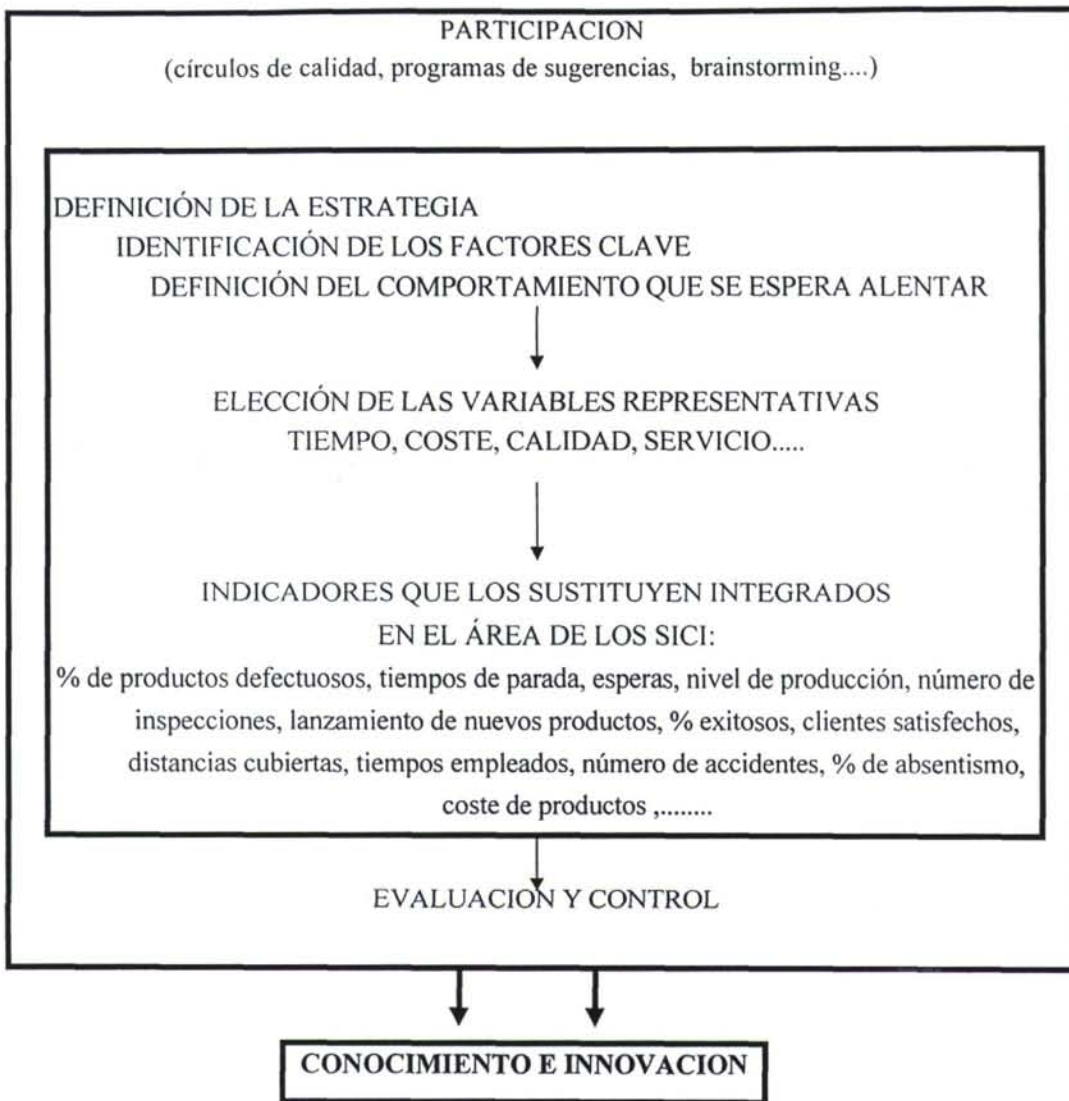 PARTICIPACION
(círculos de calidad, programas de sugerencias, brainstorming....)
DEFINICIÓN DE LA ESTRATEGIA
IDENTIFICACIÓN DE LOS FACTORES CLAVE
DEFINICIÓN DEL COMPORTAMIENTO QUE SE ESPERA ALENTAR
ELECCIÓN DE LAS VARIABLES REPRESENTATIVAS
TIEMPO, COSTE, CALIDAD, SERVICIO.....
INDICADORES QUE LOS SUSTITUYEN INTEGRADOS
EN EL ÁREA DE LOS SICI:
% de productos defectuosos, tiempos de parada, esperas, nivel de producción, número de
inspecciones, lanzamiento de nuevos productos, % exitosos, clientes satisfechos,
distancias cubiertas, tiempos empleados, número de accidentes, % de absentismo,
coste de productos ,........
EVALUACION Y CONTROL
CONOCIMIENTO E INNOVACION